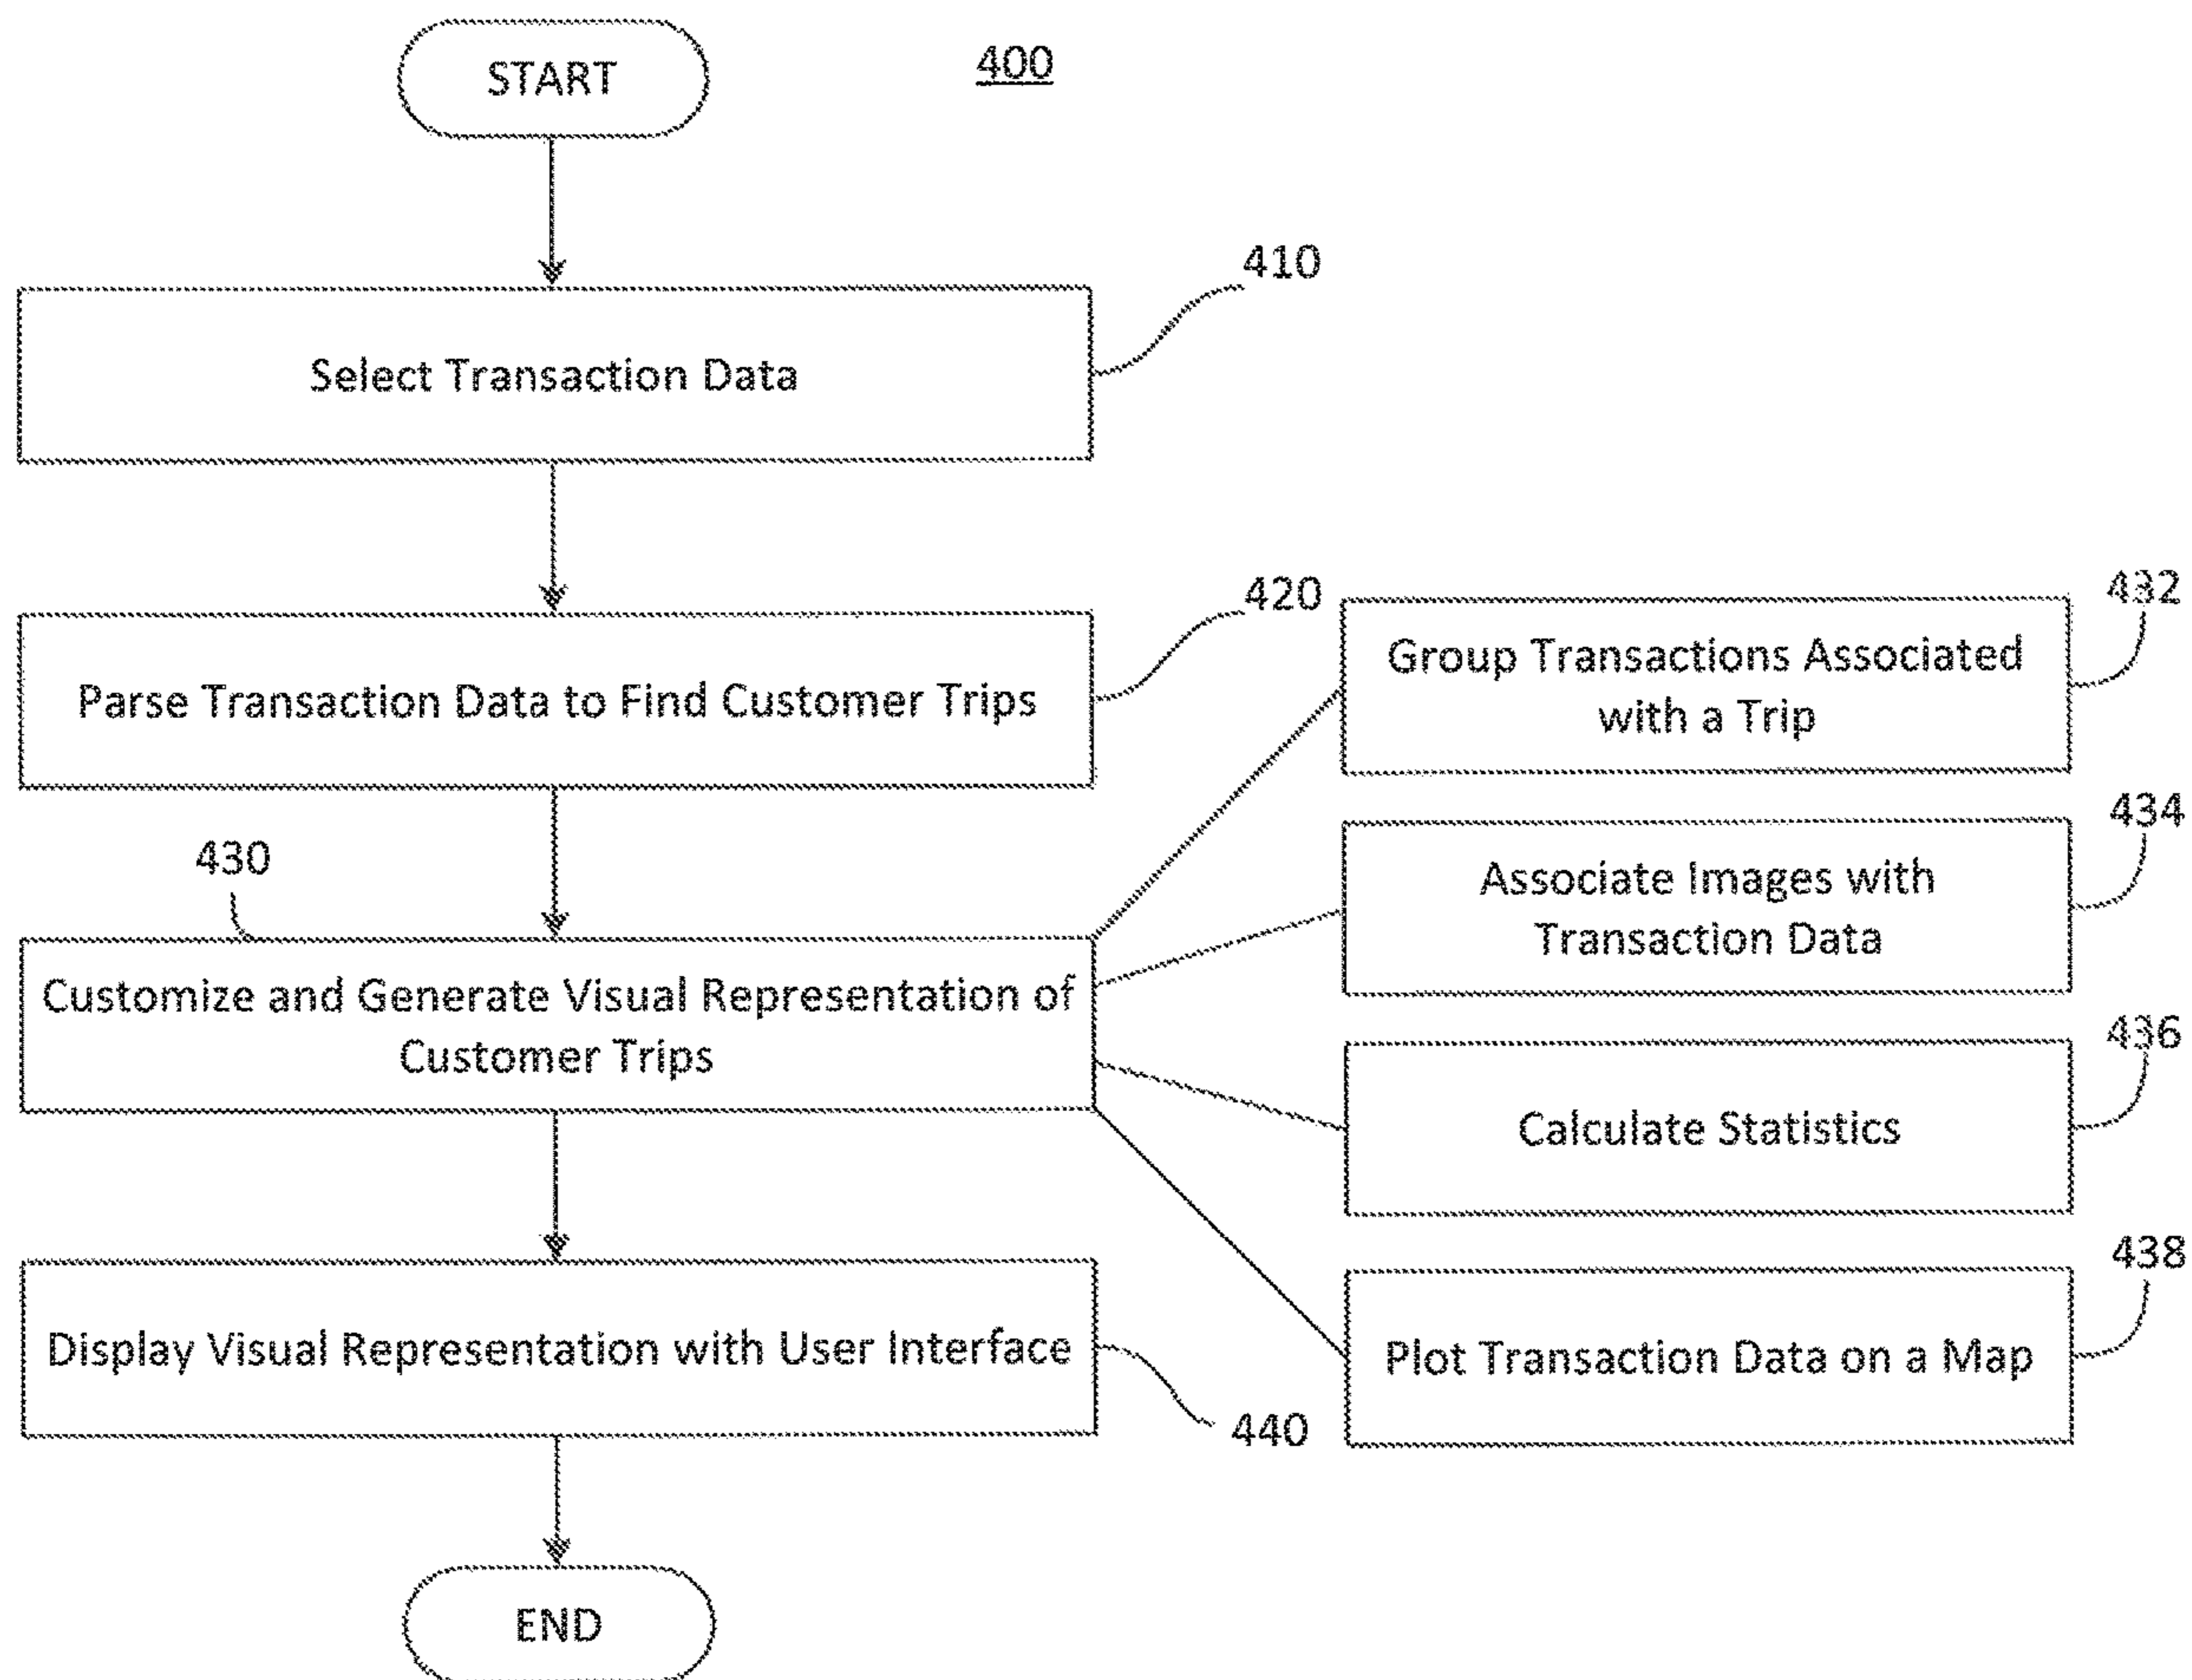 START
400
410
Select Transaction Data
420
Parse Transaction Data to Find Customer Trips
430
Customize and Generate Visual Representation of
Customer Trips
432
Group Transactions Associated
with a Trip
434
Associate Images with
Transaction Data
436
Calculate Statistics
438
Plot Transaction Data on a Map
Display Visual Representation with User Interface
440
END